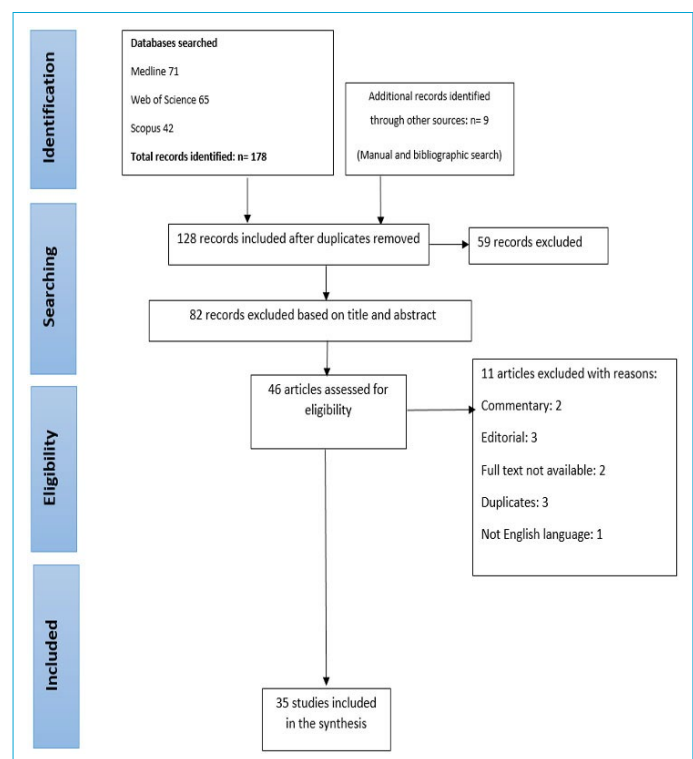 Identification
Databases searched
Medline 71
Web of Science 65
Scopus 42
Total records identified: n= 178
Additional records identified
through other sources: n= 9
(Manual and bibliographic search)
Searching
128 records included after duplicates removed
59 records excluded
82 records excluded based on title and abstract
Eligibility
46 articles assessed for
eligibility
11 articles excluded with reasons:
Commentary: 2
Editorial: 3
Full text not available: 2
Duplicates: 3
Not English language: 1
Included
35 studies included
in the synthesis